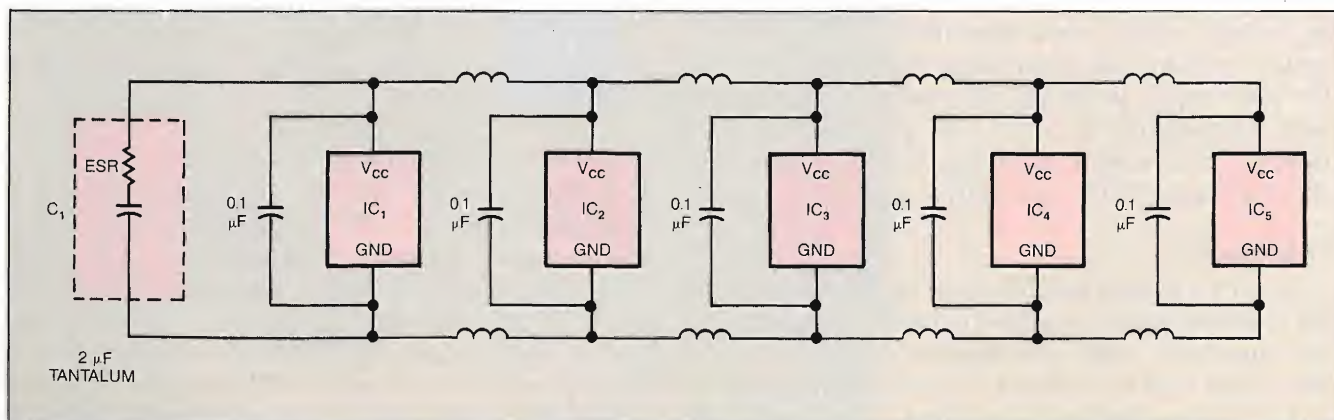 ESR
C1
2 μF
TANTALUM
0.1
μF
VCC
IC1
GND
0.1
μF
VCC
IC2
GND
0.1
μF
VCC
IC3
GND
0.1
μF
VCC
IC4
GND
0.1
μF
VCC
IC5
GND